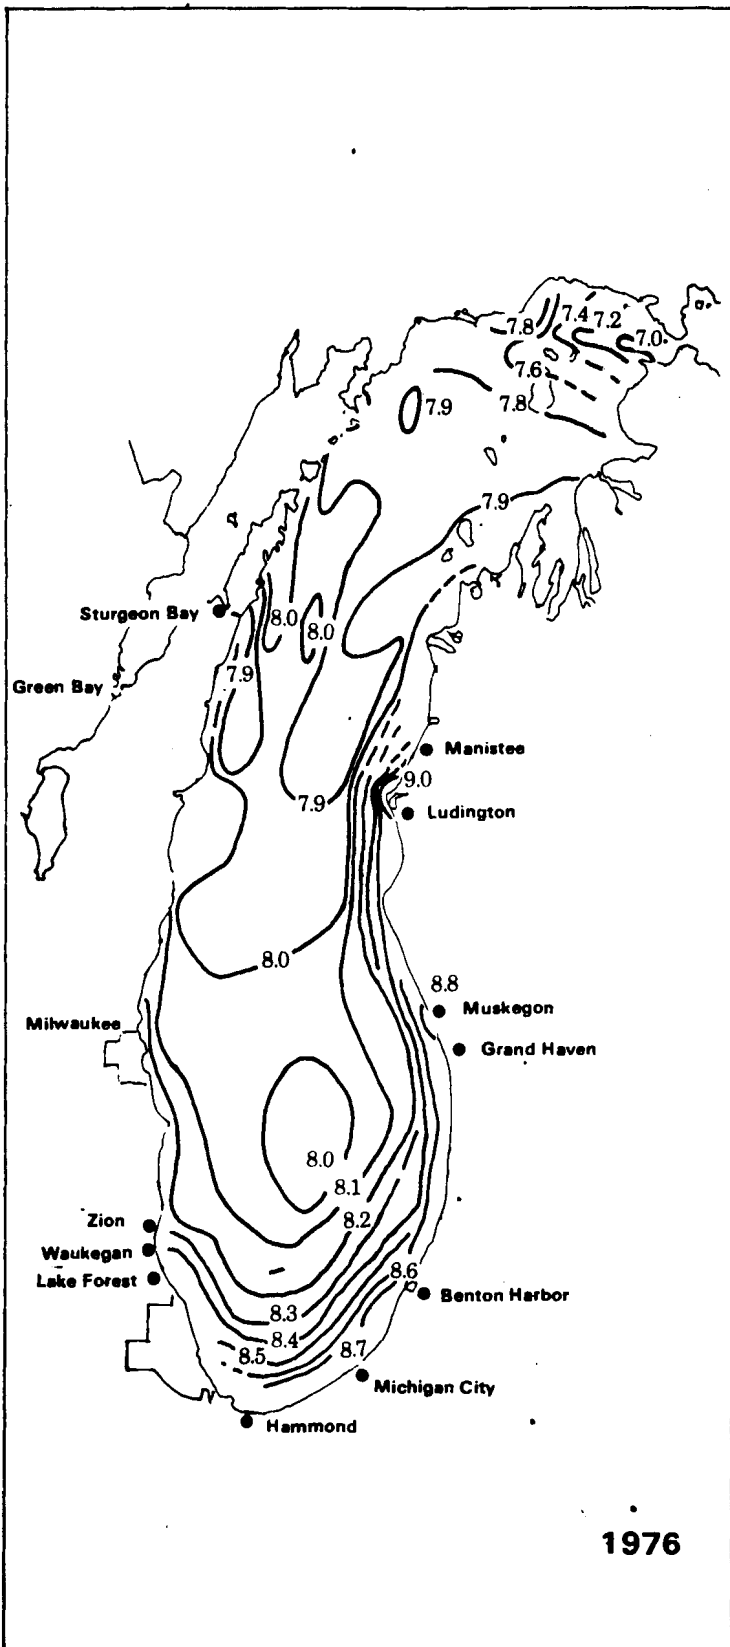 7.8
7.4
7.2
7.0
7.6
7.9
7.8
7.9
Sturgeon Bay
8.0
8.0
7.9
Green Bay
Manistee
9.0
7.9
Ludington
8.0
8.8
Muskegon
Milwaukee
Grand Haven
8.0
8.1
Zion
8.2
Waukegan
8.6
Lake Forest
Benton Harbor
8.3
8.4
8.5
8.7
Michigan City
Hammond
1976